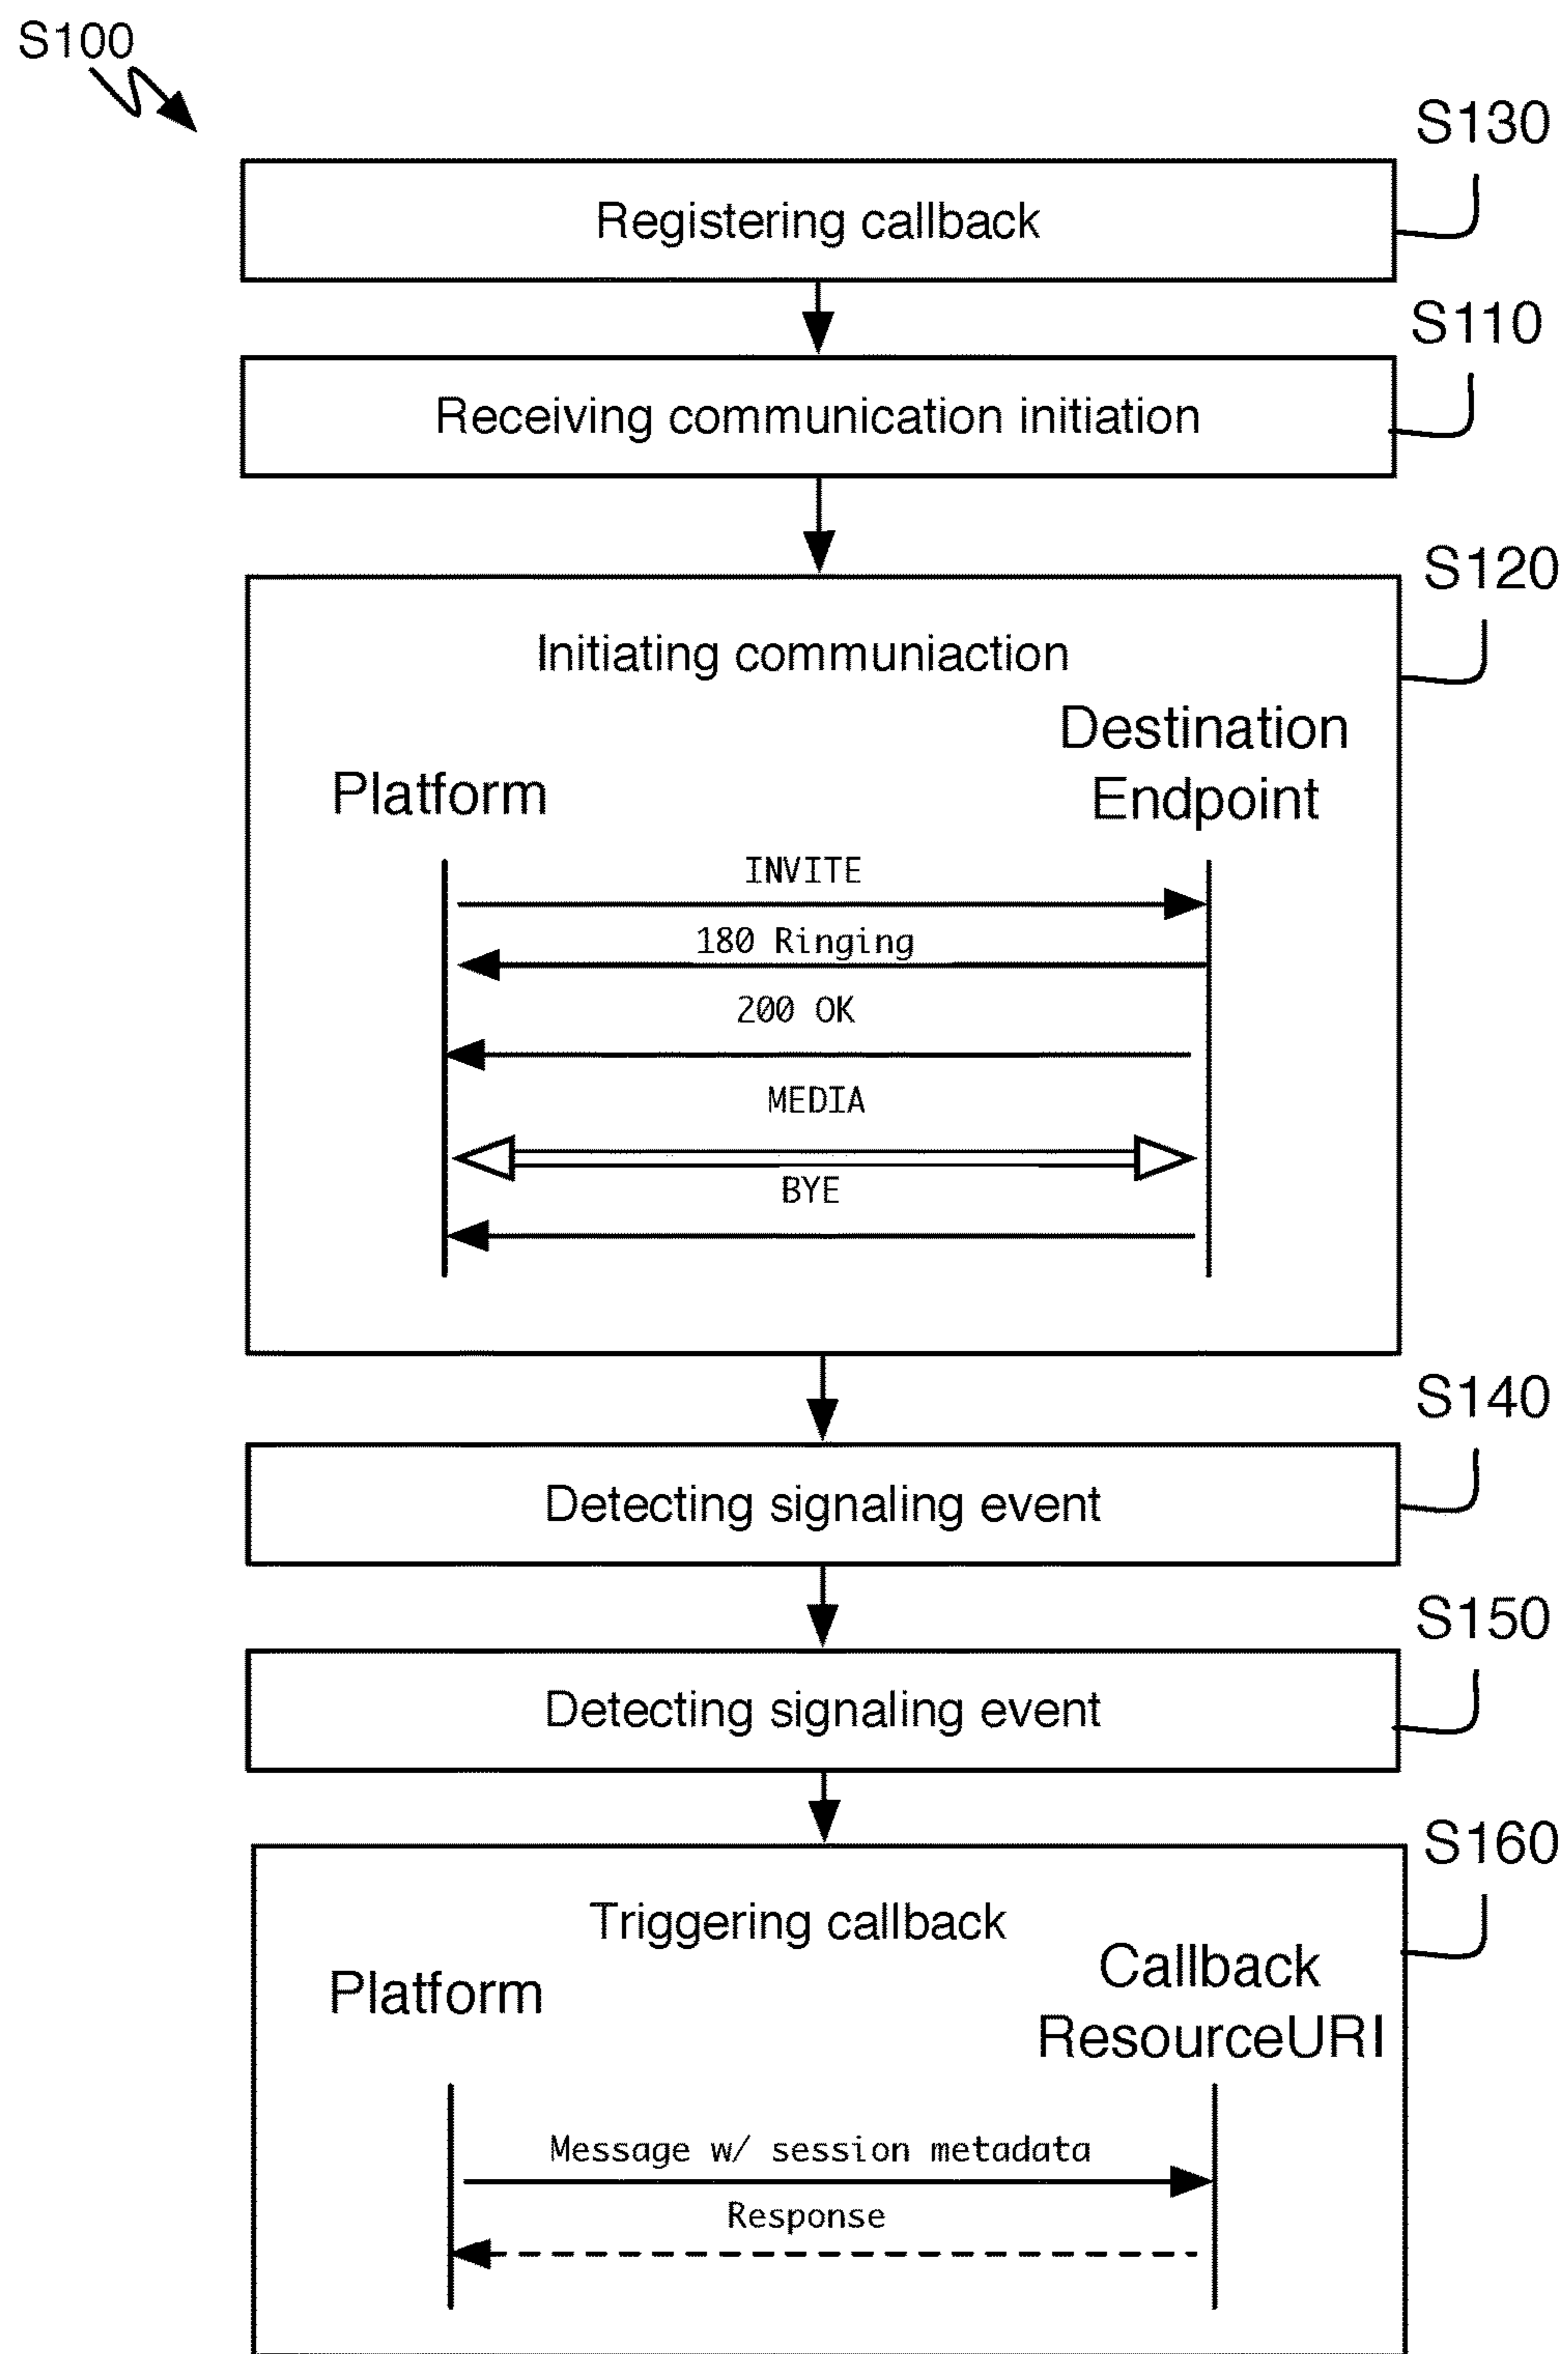 S100
S130
Registering callback
S110
Receiving communication initiation
S120
Initiating communiaction
Destination
Endpoint
Platform
INVITE
180 Ringing
200 OK
MEDIA
BYE
S140
Detecting signaling event
S150
Detecting signaling event
S160
Triggering callback
Callback
ResourceURI
Platform
Message w/ session metadata
Response